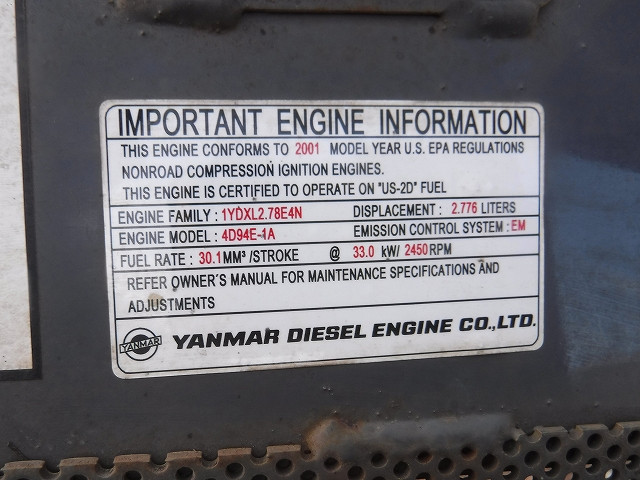 IMPORTANT ENGINE INFORMATION
THIS ENGINE CONFORMS TO 2001 MODEL YEAR U.S. EPA REGULATIONS
NONROAD COMPRESSION IGNITION ENGINES.
THIS ENGINE IS CERTIFIED TO OPERATE ON "US-2D" FUEL
ENGINE FAMILY : 1YDXL2.78E4N DISPLACEMENT : 2.776 LITERS
ENGINE MODEL : 4D94E-1A EMISSION CONTROL SYSTEM : EM
FUEL RATE : 30.1 MM³ /STROKE @ 33.0 kW/ 2450 RPM
REFER OWNER'S MANUAL FOR MAINTENANCE SPECIFICATIONS AND
ADJUSTMENTS
YANMAR YANMAR DIESEL ENGINE CO.,LTD.